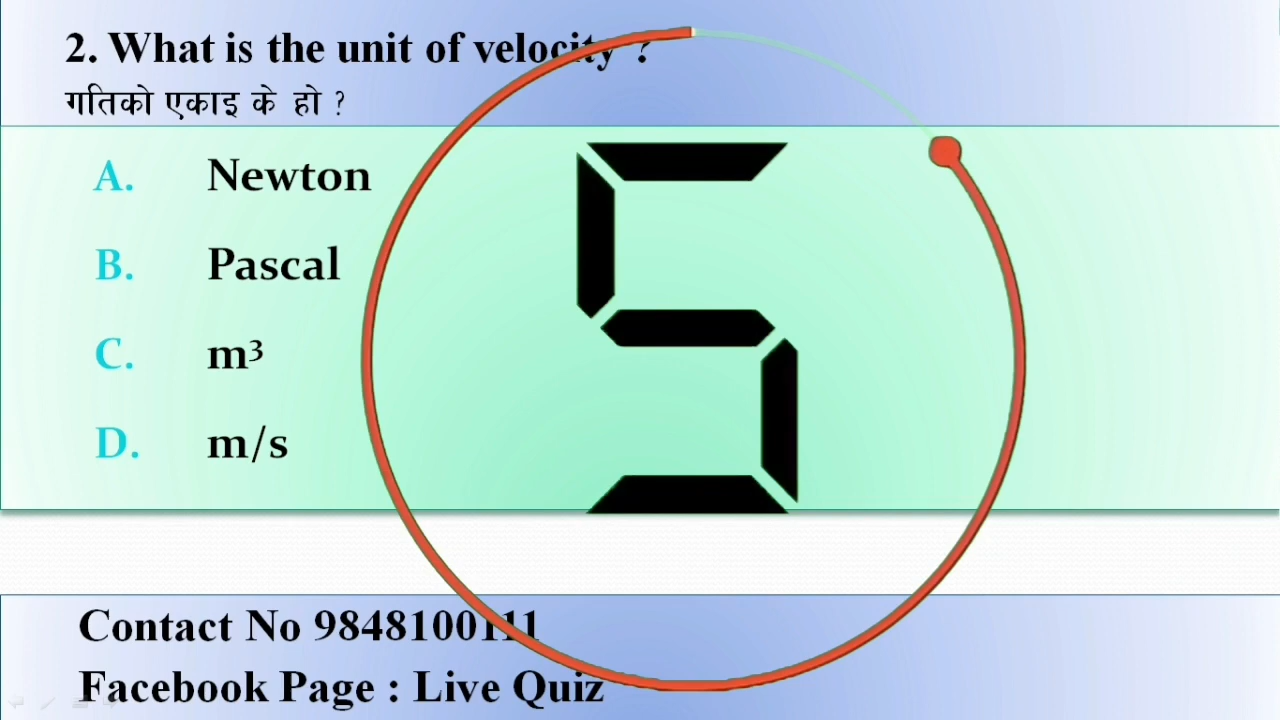 2. What is the unit of velocity ?
गतिको एकाइ के हो ?
A. Newton
B. Pascal
C. m³
D. m/s
5
Contact No 9848100111
Facebook Page : Live Quiz